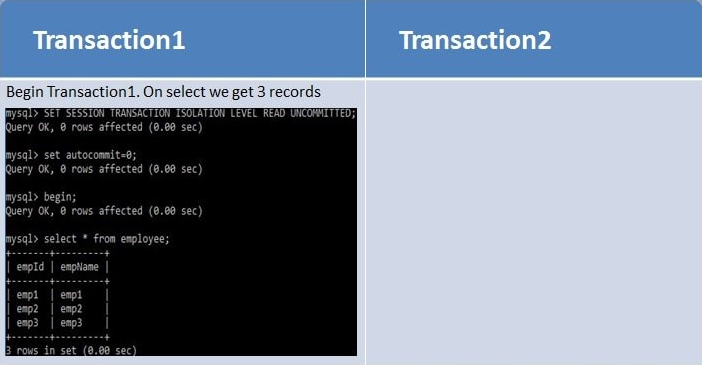 Transaction1
Transaction2
Begin Transaction1. On select we get 3 records
mysql> SET SESSION TRANSACTION ISOLATION LEVEL READ UNCOMMITTED;
Query OK, 0 rows affected (0.00 sec)
mysql> set autocommit=0;
Query OK, 0 rows affected (0.00 sec)
mysql> begin;
Query OK, 0 rows affected (0.00 sec)
mysql> select * from employee;
+-------+---------+
| empId | empName |
+-------+---------+
| emp1 | emp1 |
| emp2 | emp2 |
| emp3 | emp3 |
+-------+---------+
3 rows in set (0.00 sec)